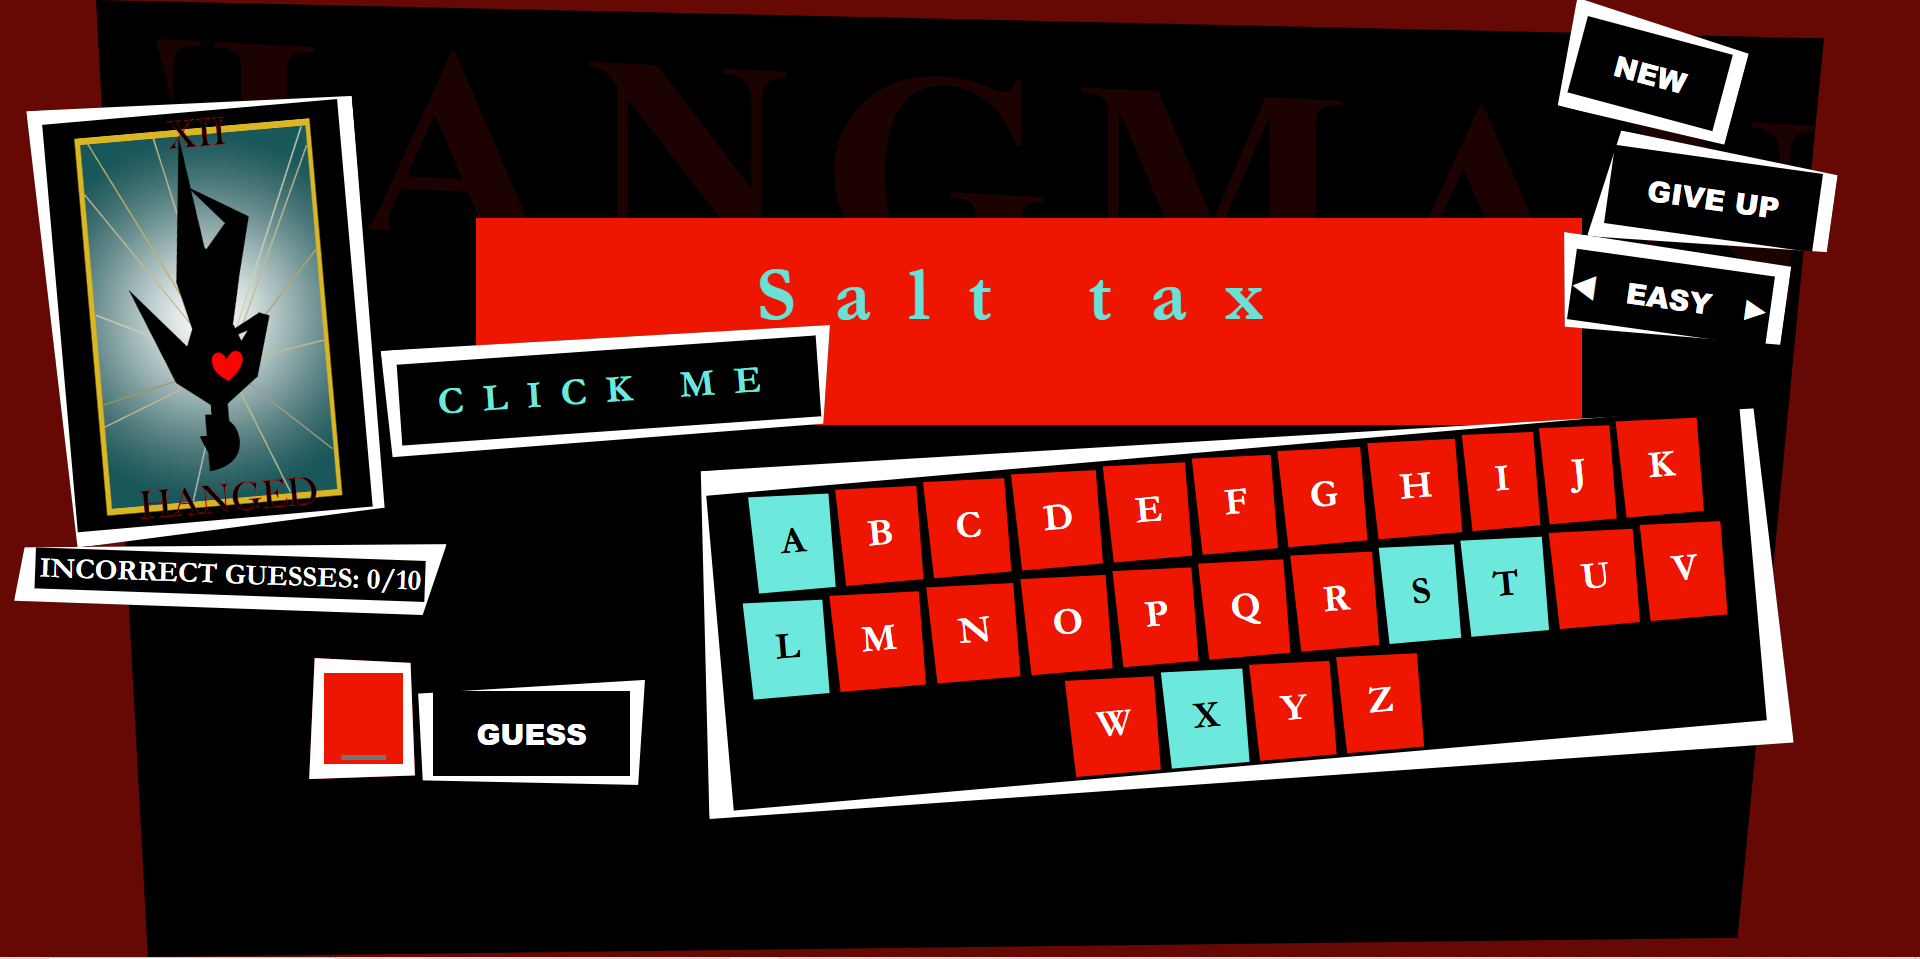 HANGMAN
NEW
GIVE UP
◀ EASY ▶
XII
HANGED
Salt tax
CLICK ME
INCORRECT GUESSES: 0/10
A B C D E F G H I J K
L M N O P Q R S T U V
W X Y Z
_
GUESS